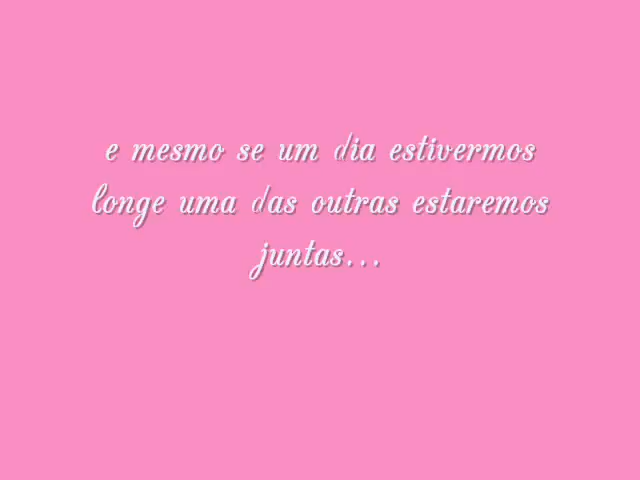 e mesmo se um dia estivermos
longe uma das outras estaremos
juntas...